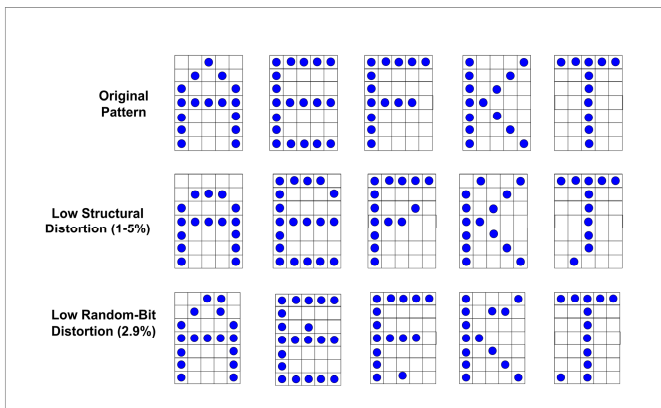 Original
Pattern
Low Structural
Distortion (1-5%)
Low Random-Bit
Distortion (2.9%)